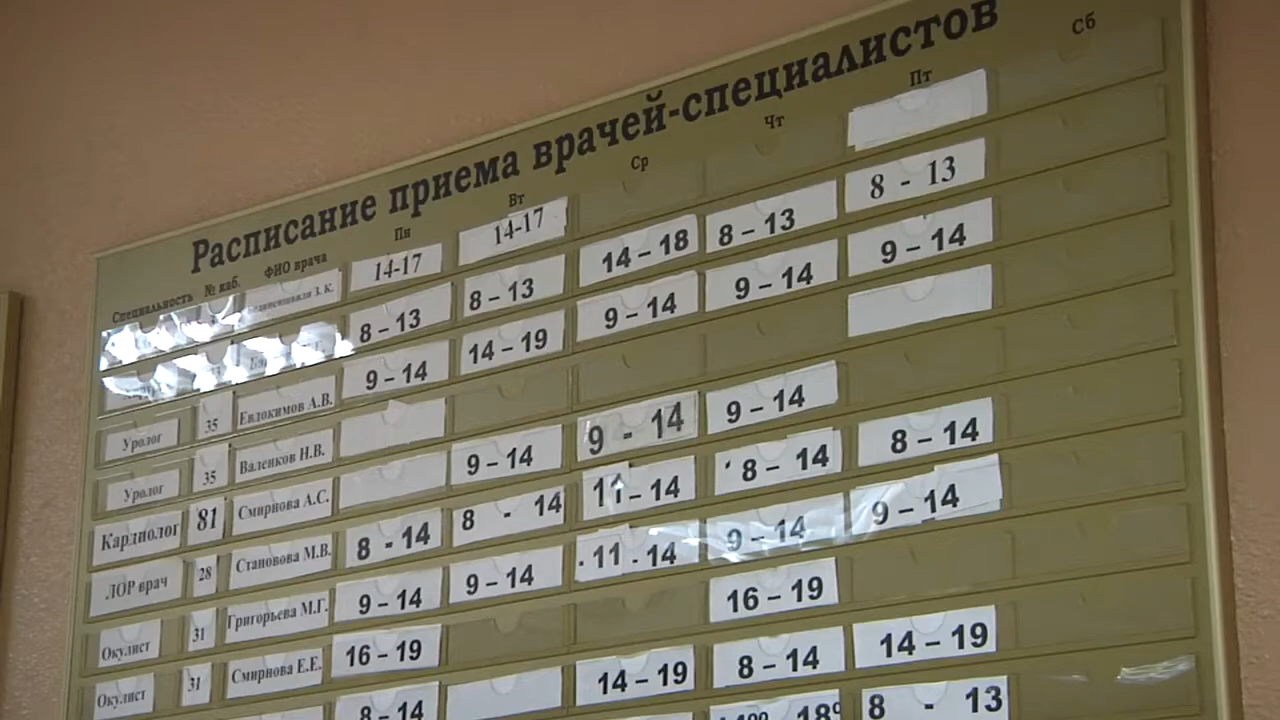 Расписание приема врачей-специалистов
Специальность № каб. ФИО врача Пн Вт Ср Чт Пт Сб
З. К. 14-17 14-17
8 – 13 8 – 13 14 – 18 8 – 13 8 - 13
Уролог 35 Евдокимов А.В. 9 – 14 14 – 19 9 – 14 9 – 14 9 – 14
Уролог 35 Валенков Н.В.
Кардиолог 81 Смирнова А.С. 9 – 14 9 - 14 9 – 14
ЛОР врач 28 Становова М.В. 8 - 14 8 - 14 11 – 14 8 – 14 8 – 14
Окулист 31 Григорьева М.Г. 9 – 14 9 – 14 11 - 14 9 – 14 9 – 14
Окулист 31 Смирнова Е.Е. 16 – 19 16 – 19
8 – 14 14 – 19 8 – 14 14 – 19
8 - 13